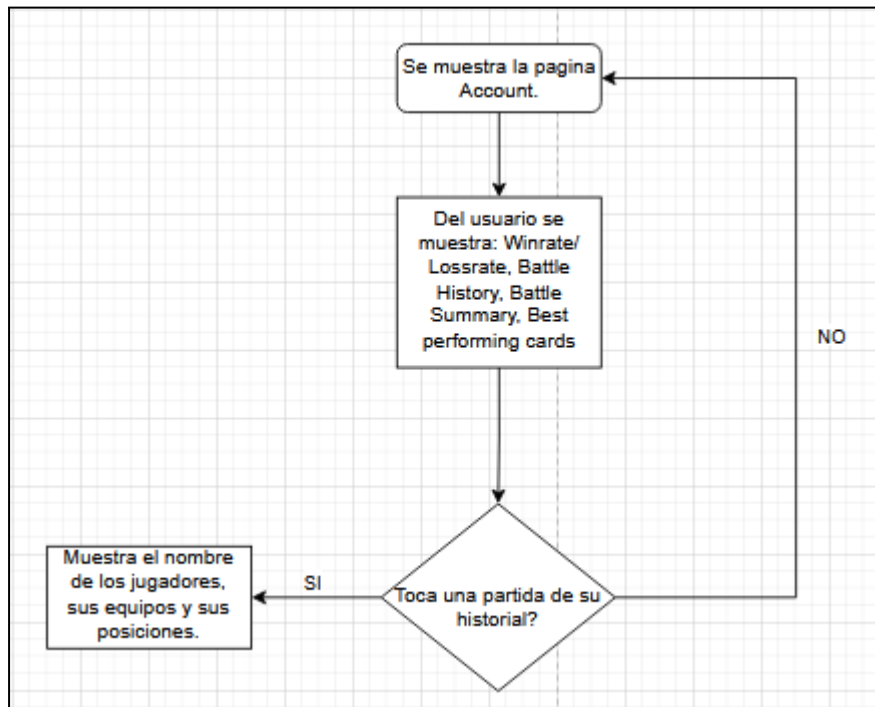 Se muestra la pagina
Account.
Del usuario se
muestra: Winrate/
Lossrate, Battle
History, Battle
Summary, Best
performing cards
NO
Toca una partida de su
historial?
SI
Muestra el nombre
de los jugadores,
sus equipos y sus
posiciones.